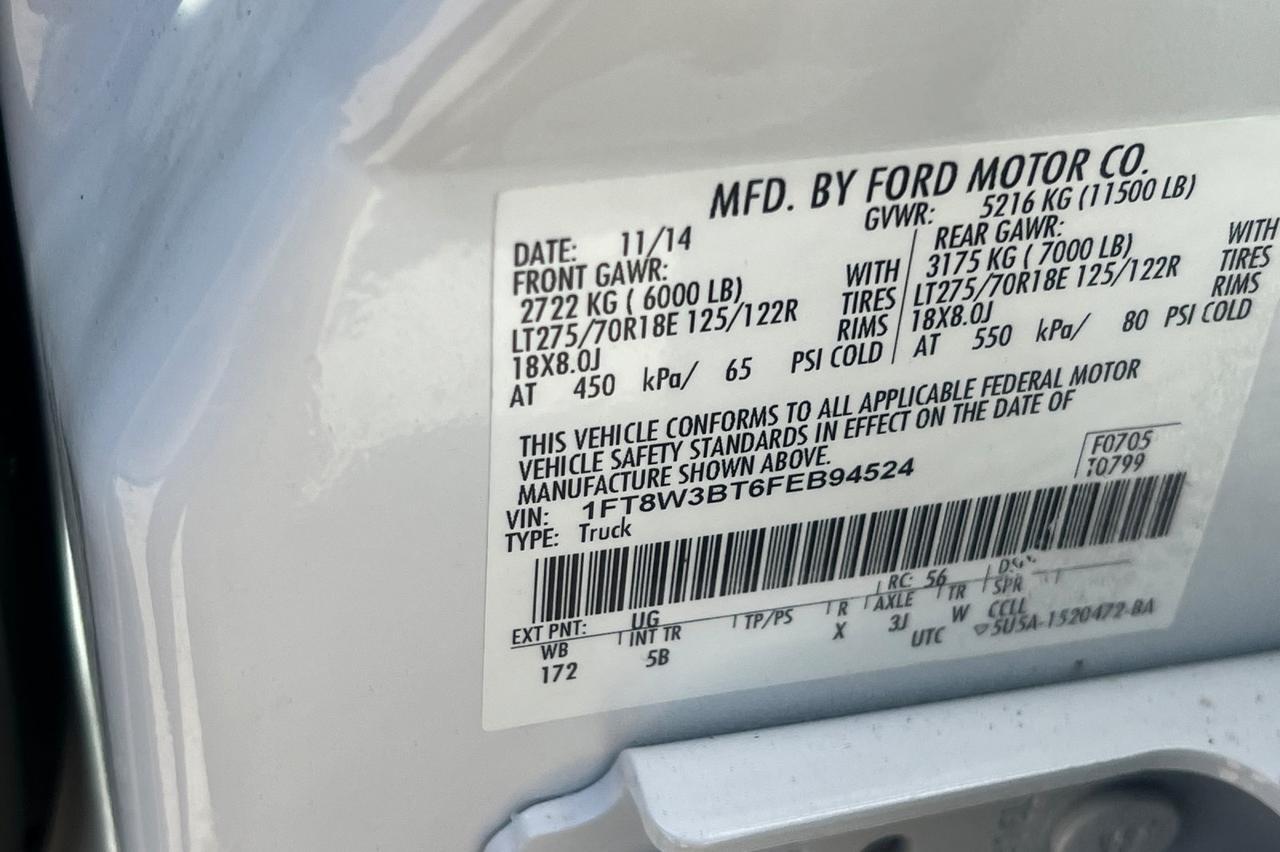 MFD. BY FORD MOTOR CO.
DATE: 11/14 GVWR: 5216 KG (11500 LB)
FRONT GAWR: REAR GAWR:
2722 KG ( 6000 LB) WITH 3175 KG ( 7000 LB) WITH
LT275/70R18E 125/122R TIRES LT275/70R18E 125/122R TIRES
18X8.0J RIMS 18X8.0J RIMS
AT 450 kPa/ 65 PSI COLD AT 550 kPa/ 80 PSI COLD
THIS VEHICLE CONFORMS TO ALL APPLICABLE FEDERAL MOTOR
VEHICLE SAFETY STANDARDS IN EFFECT ON THE DATE OF
MANUFACTURE SHOWN ABOVE.
F0705
T0799
VIN: 1FT8W3BT6FEB94524
TYPE: Truck
EXT PNT: UG RC: 56
WB INT TR TP/PS R AXLE TR SPR
172 5B X 3J W CCLL
UTC ▽5U5A-1520472-BA